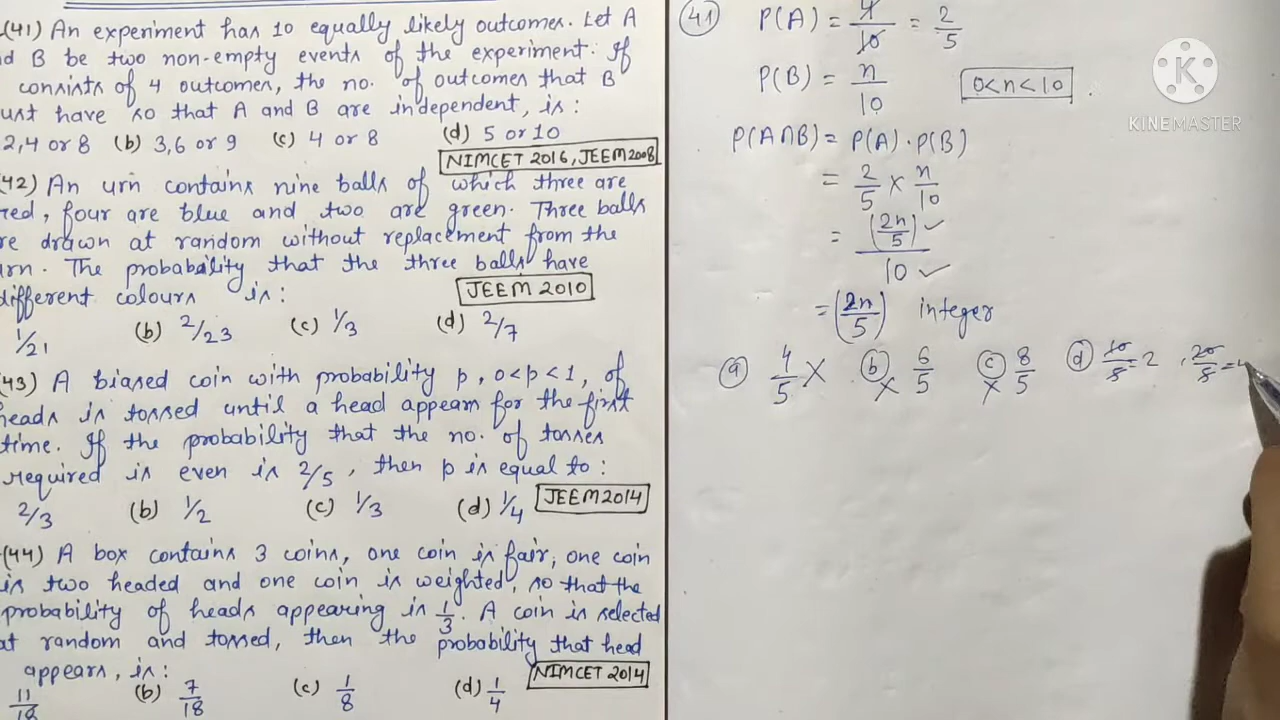 (41) An experiment has 10 equally likely outcomes. Let A
d B be two non-empty events of the experiment. If
consists of 4 outcomes, the no. of outcomes that B
ust have so that A and B are independent, is:
2,4 or 8 (b) 3,6 or 9 (c) 4 or 8 (d) 5 or 10
NIMCET 2016, JEEM 2008
(42) An urn contains nine balls of which three are
red, four are blue and two are green. Three balls
re drawn at random without replacement from the
urn. The probability that the three balls have
different colours is:
JEEM 2010
1/21 (b) 2/23 (c) 1/3 (d) 2/7
(43) A biased coin with probability p, 0<p<1, of
heads is tossed until a head appears for the first
time. If the probability that the no. of tosses
required is even is 2/5, then p is equal to:
2/3 (b) 1/2 (c) 1/3 (d) 1/4
JEEM 2014
(44) A box contains 3 coins, one coin is fair, one coin
is two headed and one coin is weighted, so that the
probability of heads appearing is 1/3. A coin is selected
at random and tossed, then the probability that head
appears, is:
NIMCET 2014
11/18 (b) 7/18 (c) 1/8 (d) 1/4
(41) P(A) = 4/10 = 2/5
P(B) = n/10 0<n<10.
P(A∩B) = P(A).P(B)
= 2/5 × n/10
= (2n/5)✓/10✓
= (2n/5) integer
(a) 4/5 × (b) × 6/5 (c) × 8/5 (d) 10/5 = 2, 20/5 = 4
K
KINEMASTER